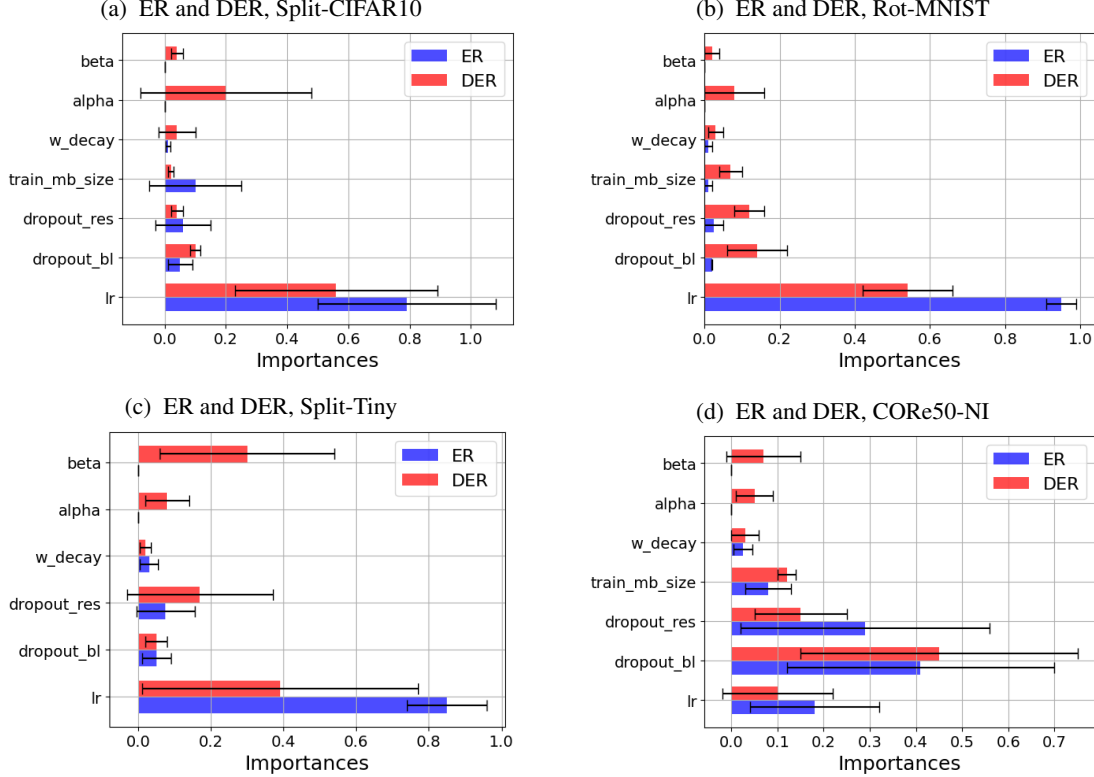 (a) ER and DER, Split-CIFAR10
beta
alpha
w_decay
train_mb_size
dropout_res
dropout_bl
lr
ER
DER
0.0 0.2 0.4 0.6 0.8 1.0
Importances
(b) ER and DER, Rot-MNIST
beta
alpha
w_decay
train_mb_size
dropout_res
dropout_bl
lr
ER
DER
0.0 0.2 0.4 0.6 0.8 1.0
Importances
(c) ER and DER, Split-Tiny
beta
alpha
w_decay
dropout_res
dropout_bl
lr
ER
DER
0.0 0.2 0.4 0.6 0.8 1.0
Importances
(d) ER and DER, CORe50-NI
beta
alpha
w_decay
train_mb_size
dropout_res
dropout_bl
lr
ER
DER
0.0 0.1 0.2 0.3 0.4 0.5 0.6 0.7
Importances